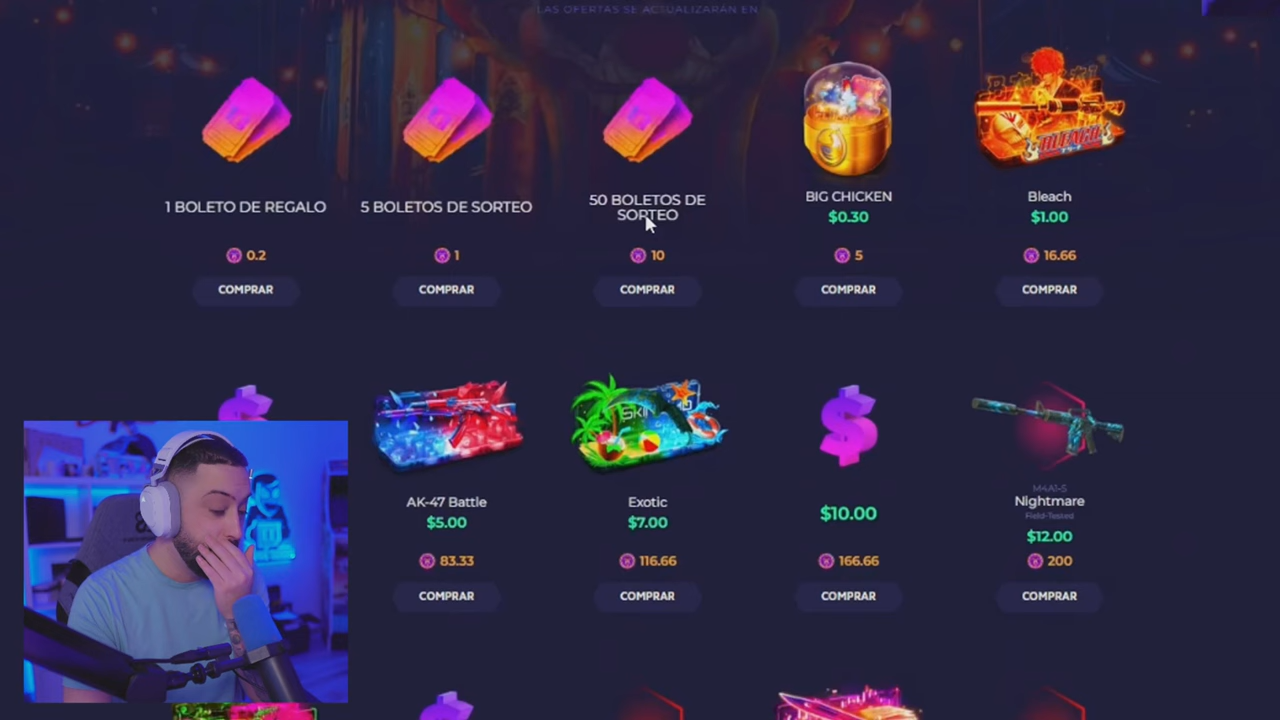 LAS OFERTAS SE ACTUALIZARÁN EN
1 BOLETO DE REGALO
0.2
COMPRAR
5 BOLETOS DE SORTEO
1
COMPRAR
50 BOLETOS DE
SORTEO
10
COMPRAR
BIG CHICKEN
$0.30
5
COMPRAR
BLEACH
Bleach
$1.00
16.66
COMPRAR
AK-47 Battle
$5.00
83.33
COMPRAR
Exotic
$7.00
116.66
COMPRAR
$10.00
166.66
COMPRAR
M4A1-S
Nightmare
Field-Tested
$12.00
200
COMPRAR